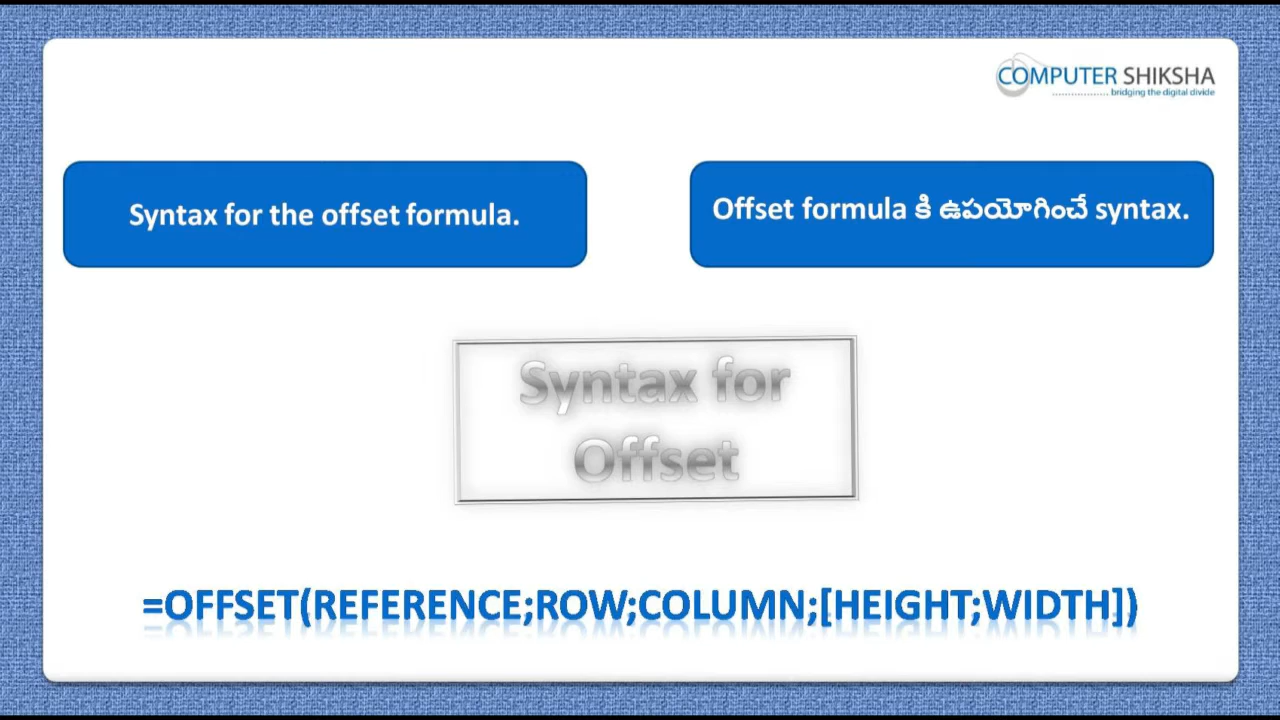 COMPUTER SHIKSHA
bridging the digital divide
Syntax for the offset formula.
Offset formula కి ఉపయోగించే syntax.
Syntax for
Offset
=OFFSET(REFERENCE;ROW;COLUMN;[HEIGHT;WIDTH])